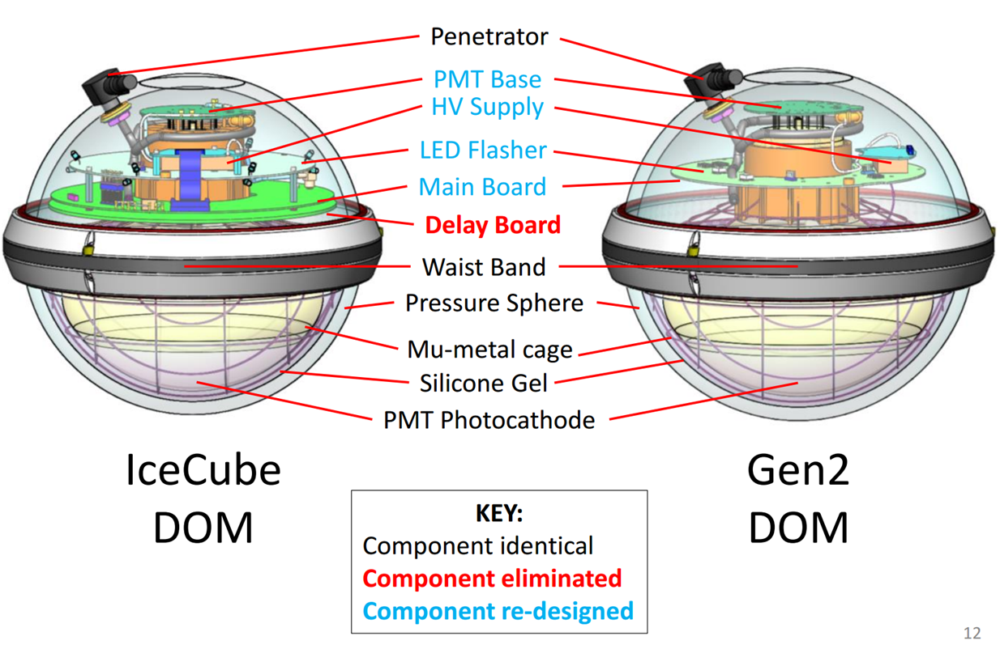 Penetrator
PMT Base
HV Supply
LED Flasher
Main Board
Delay Board
Waist Band
Pressure Sphere
Mu-metal cage
Silicone Gel
PMT Photocathode
IceCube
DOM
Gen2
DOM
KEY:
Component identical
Component eliminated
Component re-designed
12